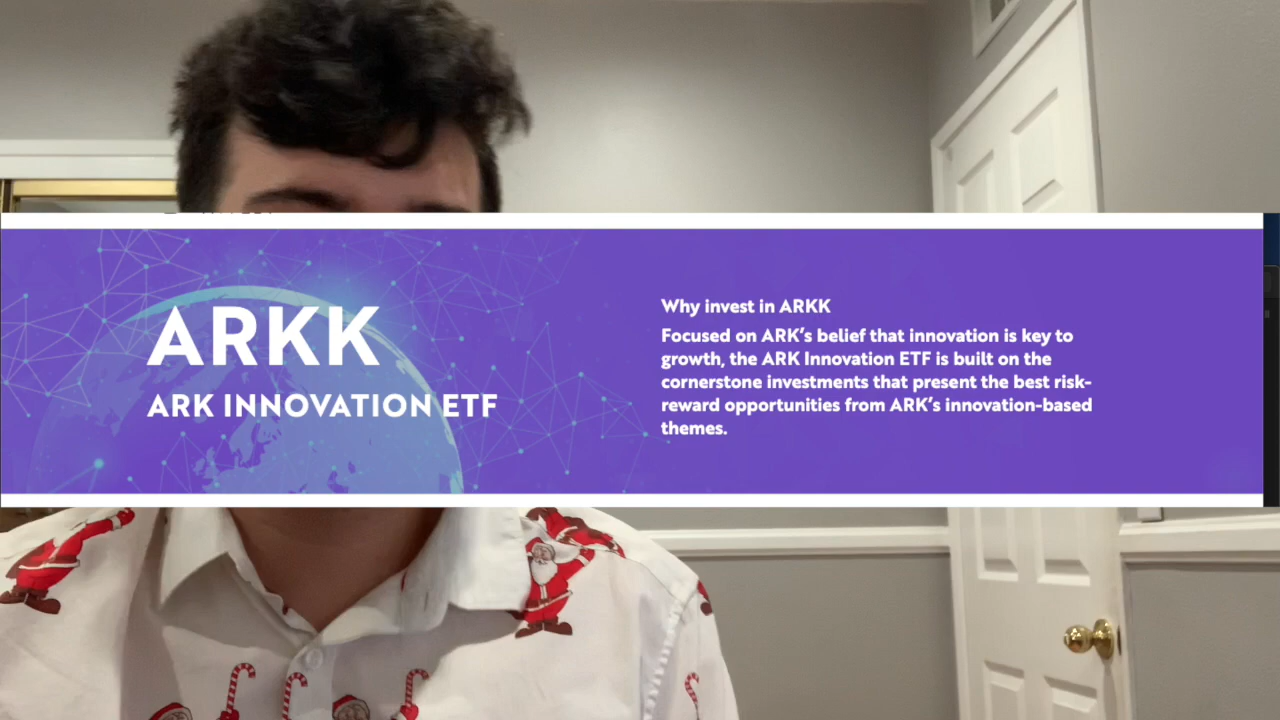 ARKK
ARK INNOVATION ETF
Why invest in ARKK
Focused on ARK’s belief that innovation is key to
growth, the ARK Innovation ETF is built on the
cornerstone investments that present the best risk-
reward opportunities from ARK’s innovation-based
themes.